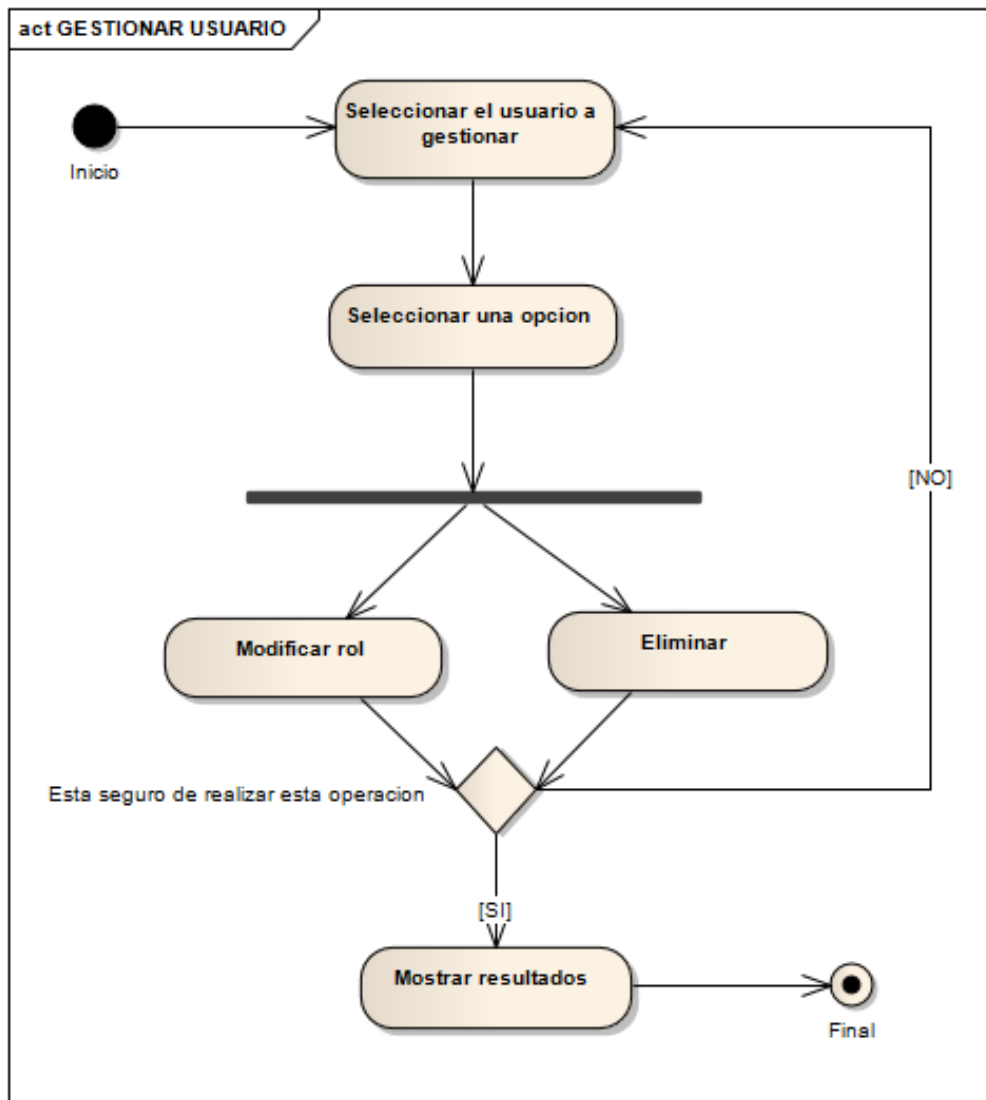 act GESTIONAR USUARIO
Seleccionar el usuario a
gestionar
Inicio
Seleccionar una opcion
[NO]
Modificar rol
Eliminar
Esta seguro de realizar esta operacion
[SI]
Mostrar resultados
Final